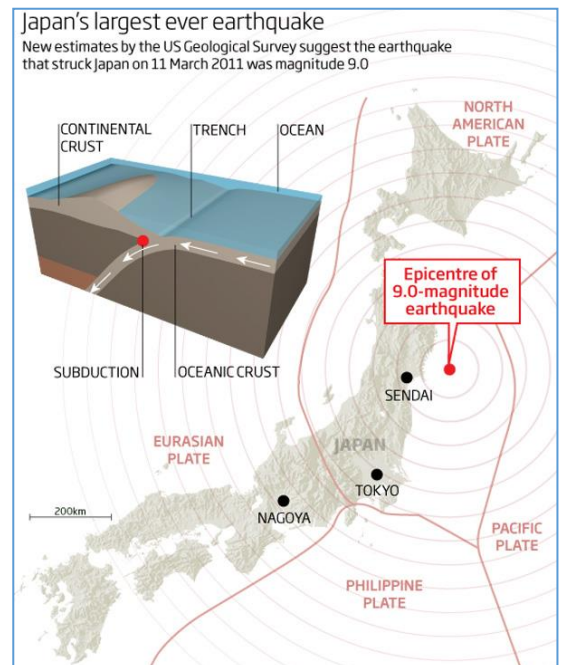 Japan's largest ever earthquake
New estimates by the US Geological Survey suggest the earthquake
that struck Japan on 11 March 2011 was magnitude 9.0
CONTINENTAL
CRUST
TRENCH
OCEAN
NORTH
AMERICAN
PLATE
Epicentre of
9.0-magnitude
earthquake
SUBDUCTION
OCEANIC CRUST
SENDAI
EURASIAN
PLATE
JAPAN
TOKYO
200km
NAGOYA
PACIFIC
PLATE
PHILIPPINE
PLATE